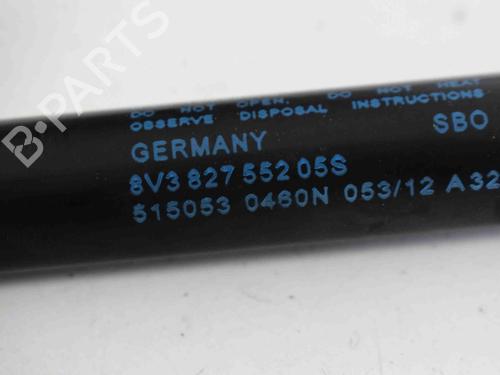 DO NOT OPEN. DO NOT HEAT
OBSERVE DISPOSAL INSTRUCTIONS
GERMANY SBO
8V3 827 552 05S
515053 0460N 053/12 A32
B-PARTS